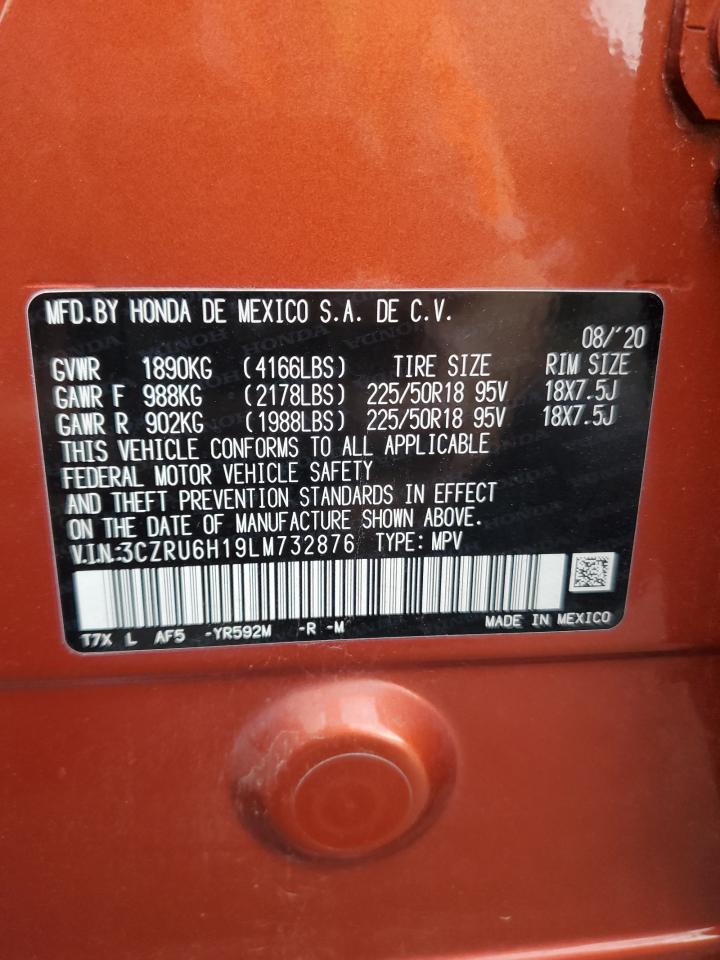 MFD.BY HONDA DE MEXICO S.A. DE C.V.
08/'20
GVWR 1890KG (4166LBS) TIRE SIZE RIM SIZE
GAWR F 988KG (2178LBS) 225/50R18 95V 18X7.5J
GAWR R 902KG (1988LBS) 225/50R18 95V 18X7.5J
THIS VEHICLE CONFORMS TO ALL APPLICABLE
FEDERAL MOTOR VEHICLE SAFETY
AND THEFT PREVENTION STANDARDS IN EFFECT
ON THE DATE OF MANUFACTURE SHOWN ABOVE.
V.I.N.:3CZRU6H19LM732876 TYPE: MPV
T7X L AF5 -YR592M -R -M MADE IN MEXICO